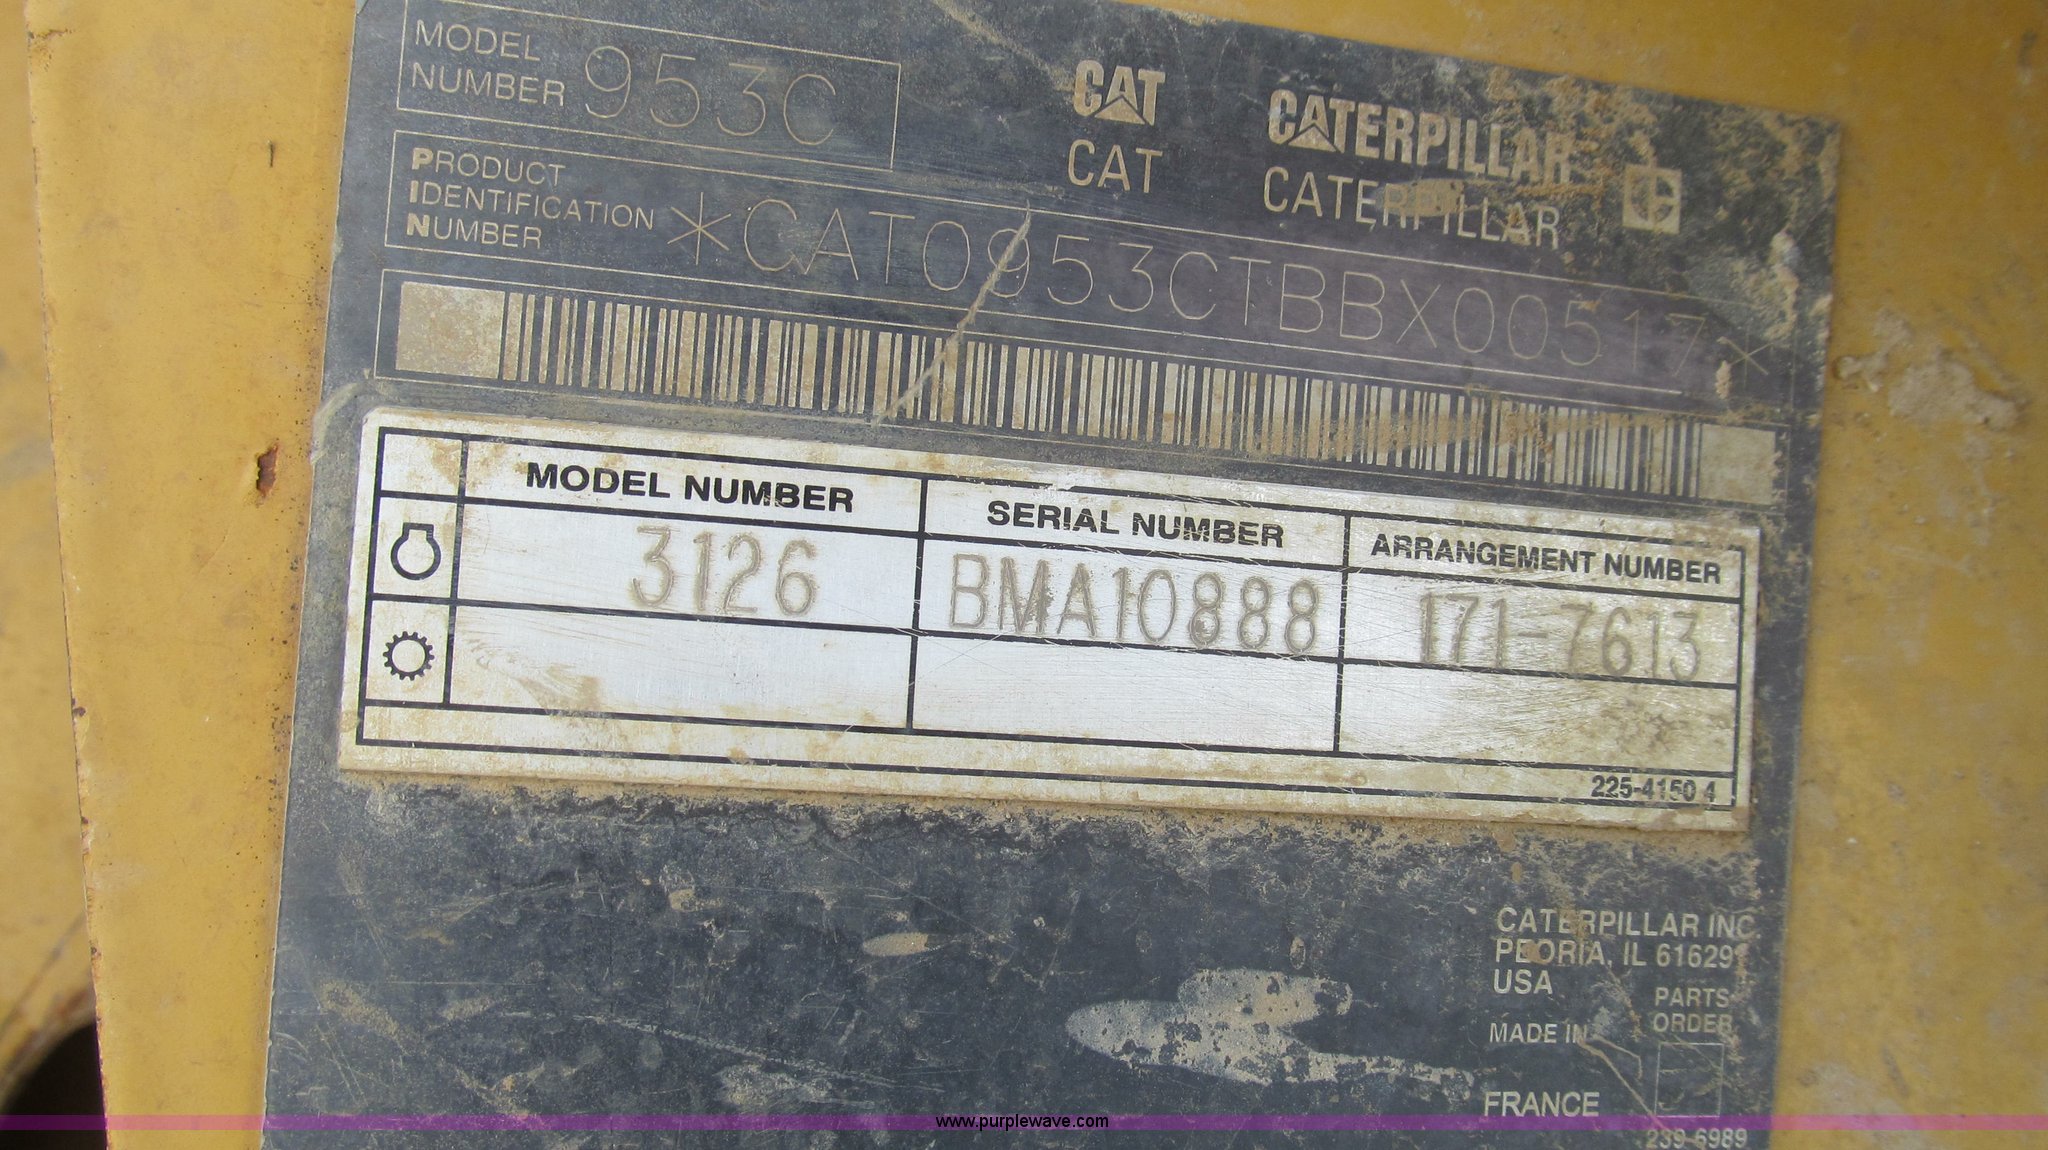 MODEL
NUMBER 953C
CAT
CAT
CATERPILLAR
CATERPILLAR
PRODUCT
IDENTIFICATION
NUMBER
*CAT0953CTBBX00517*
MODEL NUMBER SERIAL NUMBER ARRANGEMENT NUMBER
3126 BMA10888 171-7613
225-4150 4
CATERPILLAR INC.
PEORIA, IL 61629
USA
PARTS
ORDER
MADE IN
FRANCE
239-6989
www.purplewave.com